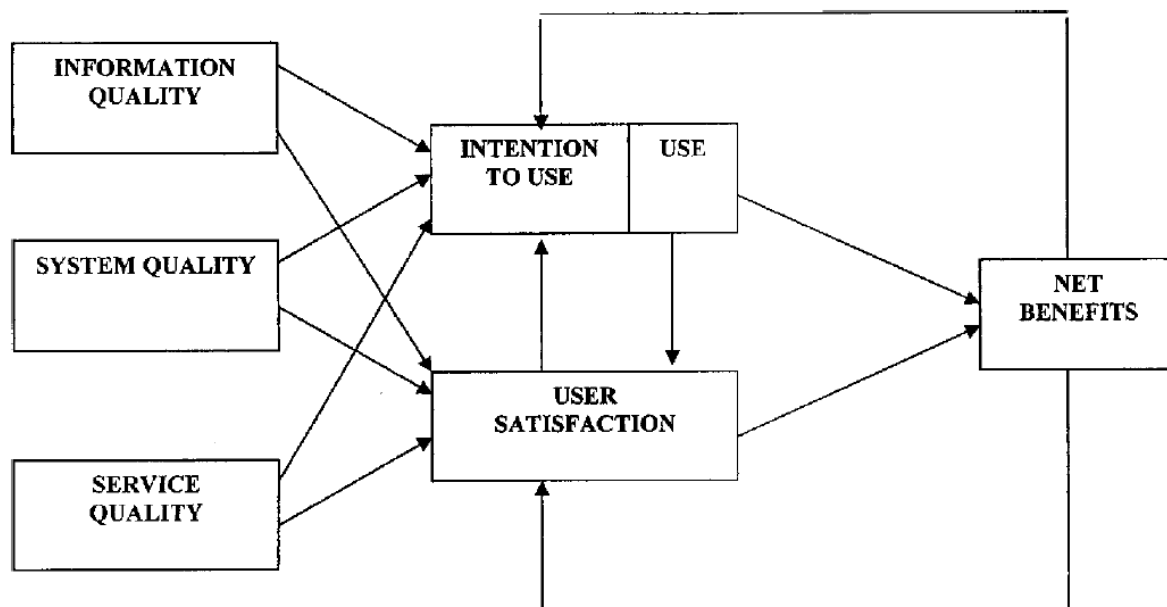 INFORMATION
QUALITY
INTENTION
TO USE
USE
SYSTEM QUALITY
NET
BENEFITS
USER
SATISFACTION
SERVICE
QUALITY